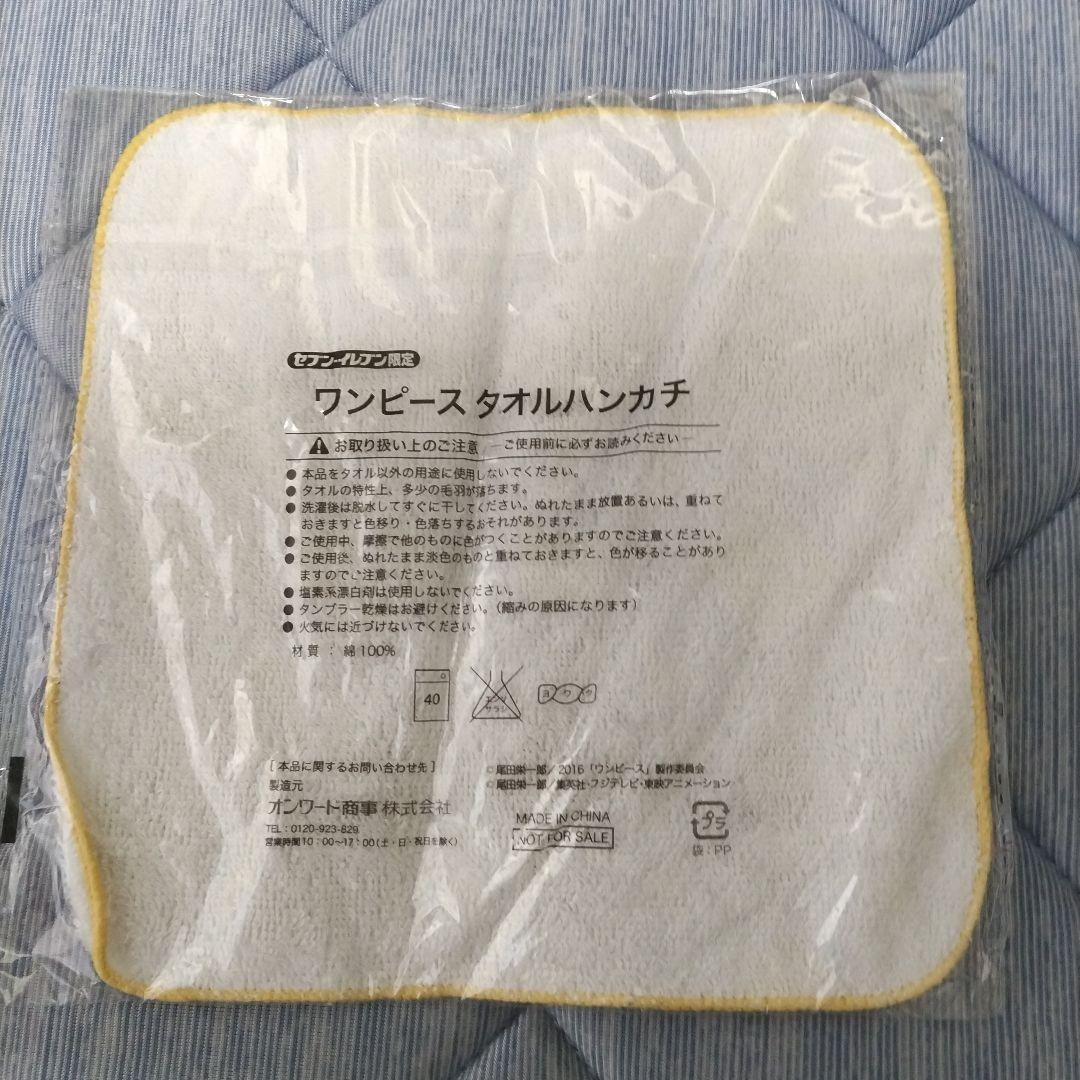 セブン-イレブン限定
ワンピース タオルハンカチ
お取り扱い上のご注意 ―ご使用前に必ずお読みください―
● 本品をタオル以外の用途に使用しないでください。
● タオルの特性上、多少の毛羽が落ちます。
● 洗濯後は脱水してすぐに干してください。ぬれたまま放置あるいは、重ねて
おきますと色移り・色落ちするおそれがあります。
● ご使用中、摩擦で他のものに色がつくことがありますのでご注意ください。
● ご使用後、ぬれたまま淡色のものと重ねておきますと、色が移ることがあり
ますのでご注意ください。
● 塩素系漂白剤は使用しないでください。
● タンブラー乾燥はお避けください。(縮みの原因になります)
● 火気には近づけないでください。
材質 : 綿100%
40
エンソ
サラシ
ヨワク
[本品に関するお問い合わせ先]
製造元
オンワード商事 株式会社
TEL:0120-923-829
営業時間10:00~17:00(土・日・祝日を除く)
©尾田栄一郎/2016「ワンピース」製作委員会
©尾田栄一郎/集英社・フジテレビ・東映アニメーション
MADE IN CHINA
NOT FOR SALE
プラ
袋:PP